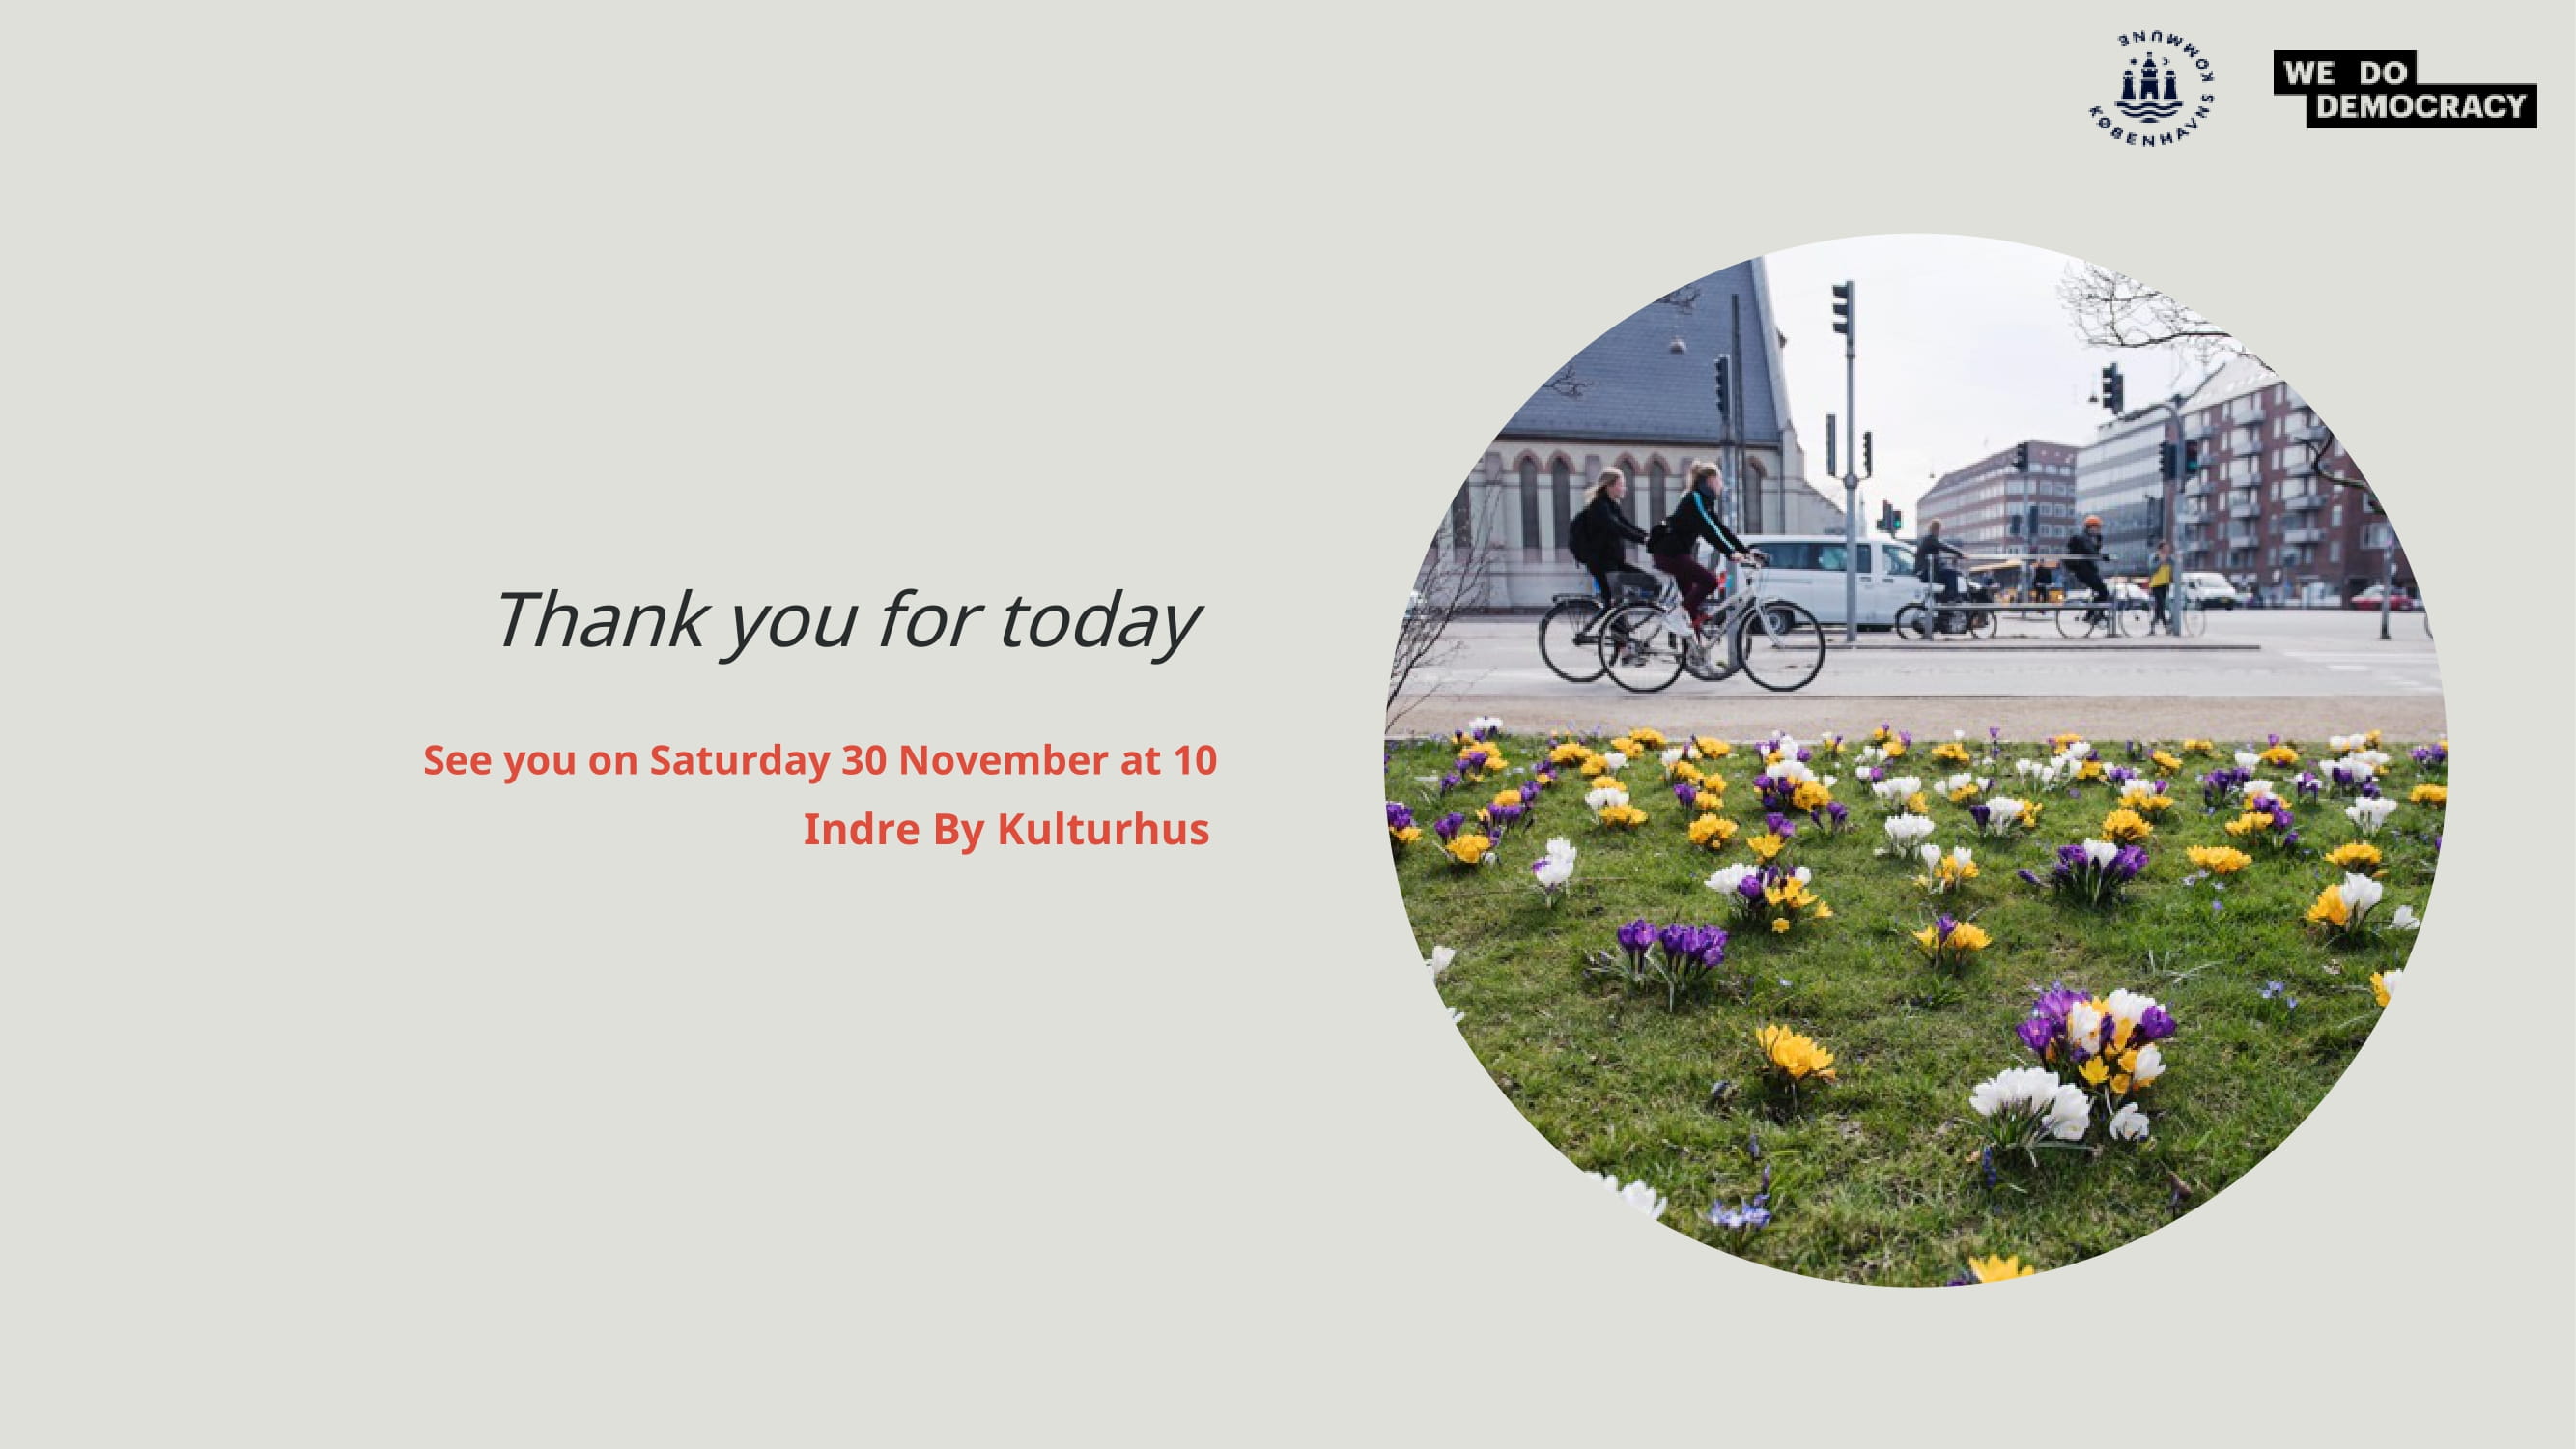 KØBENHAVNS KOMMUNE
WE DO
DEMOCRACY
Thank you for today
See you on Saturday 30 November at 10
Indre By Kulturhus